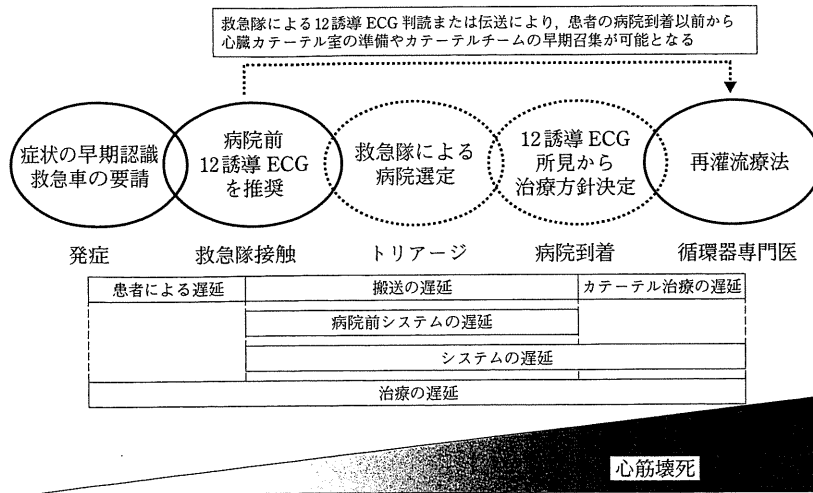 救急隊による12誘導 ECG 判読または伝送により，患者の病院到着以前から
心臓カテーテル室の準備やカテーテルチームの早期召集が可能となる
症状の早期認識
救急車の要請
病院前
12誘導 ECG
を推奨
救急隊による
病院選定
12誘導 ECG
所見から
治療方針決定
再灌流療法
発症
救急隊接触
トリアージ
病院到着
循環器専門医
患者による遅延
搬送の遅延
カテーテル治療の遅延
病院前システムの遅延
システムの遅延
治療の遅延
心筋壊死